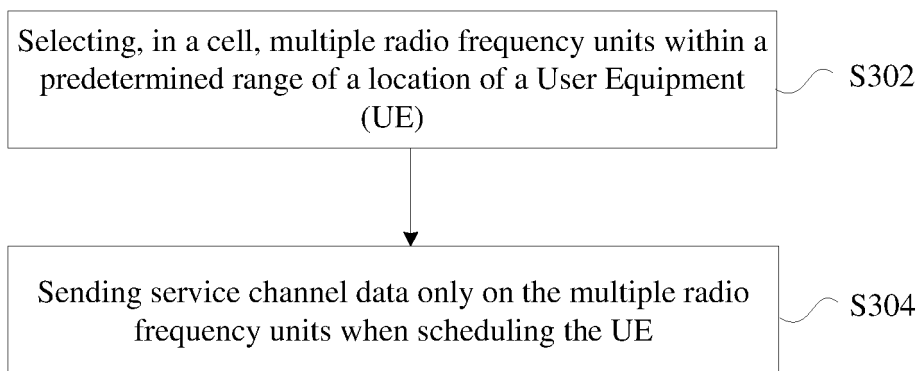 Selecting, in a cell, multiple radio frequency units within a
predetermined range of a location of a User Equipment
(UE)
S302
Sending service channel data only on the multiple radio
frequency units when scheduling the UE
S304